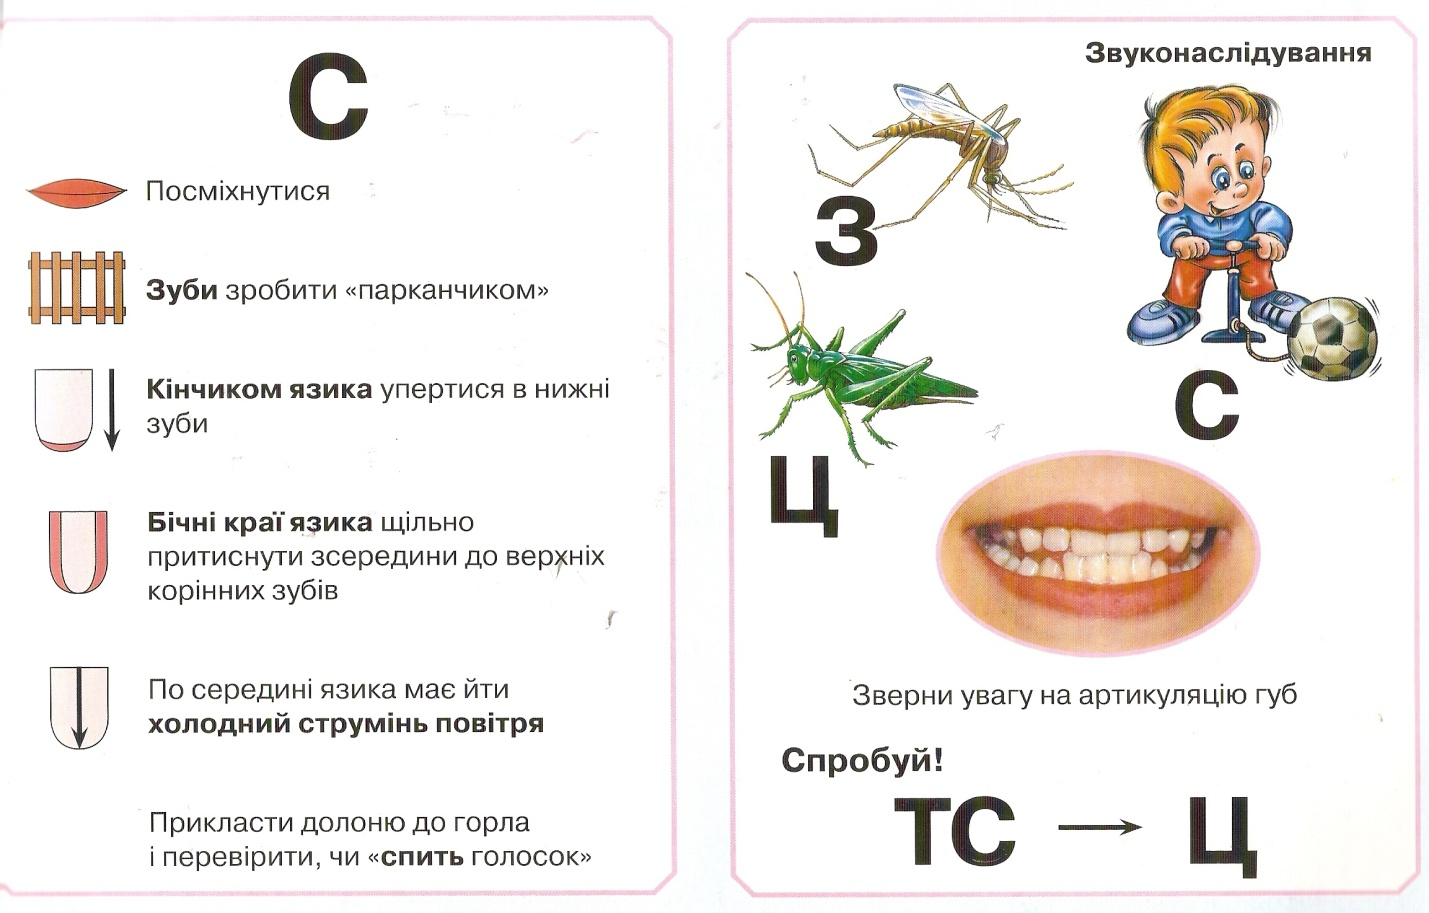 С
Посміхнутися
Зуби зробити «парканчиком»
Кінчиком язика упертися в нижні
зуби
Бічні краї язика щільно
притиснути зсередини до верхніх
корінних зубів
По середині язика має йти
холодний струмінь повітря
Прикласти долоню до горла
і перевірити, чи «спить голосок»
Звуконаслідування
З
С
Ц
Зверни увагу на артикуляцію губ
Спробуй!
ТС → Ц